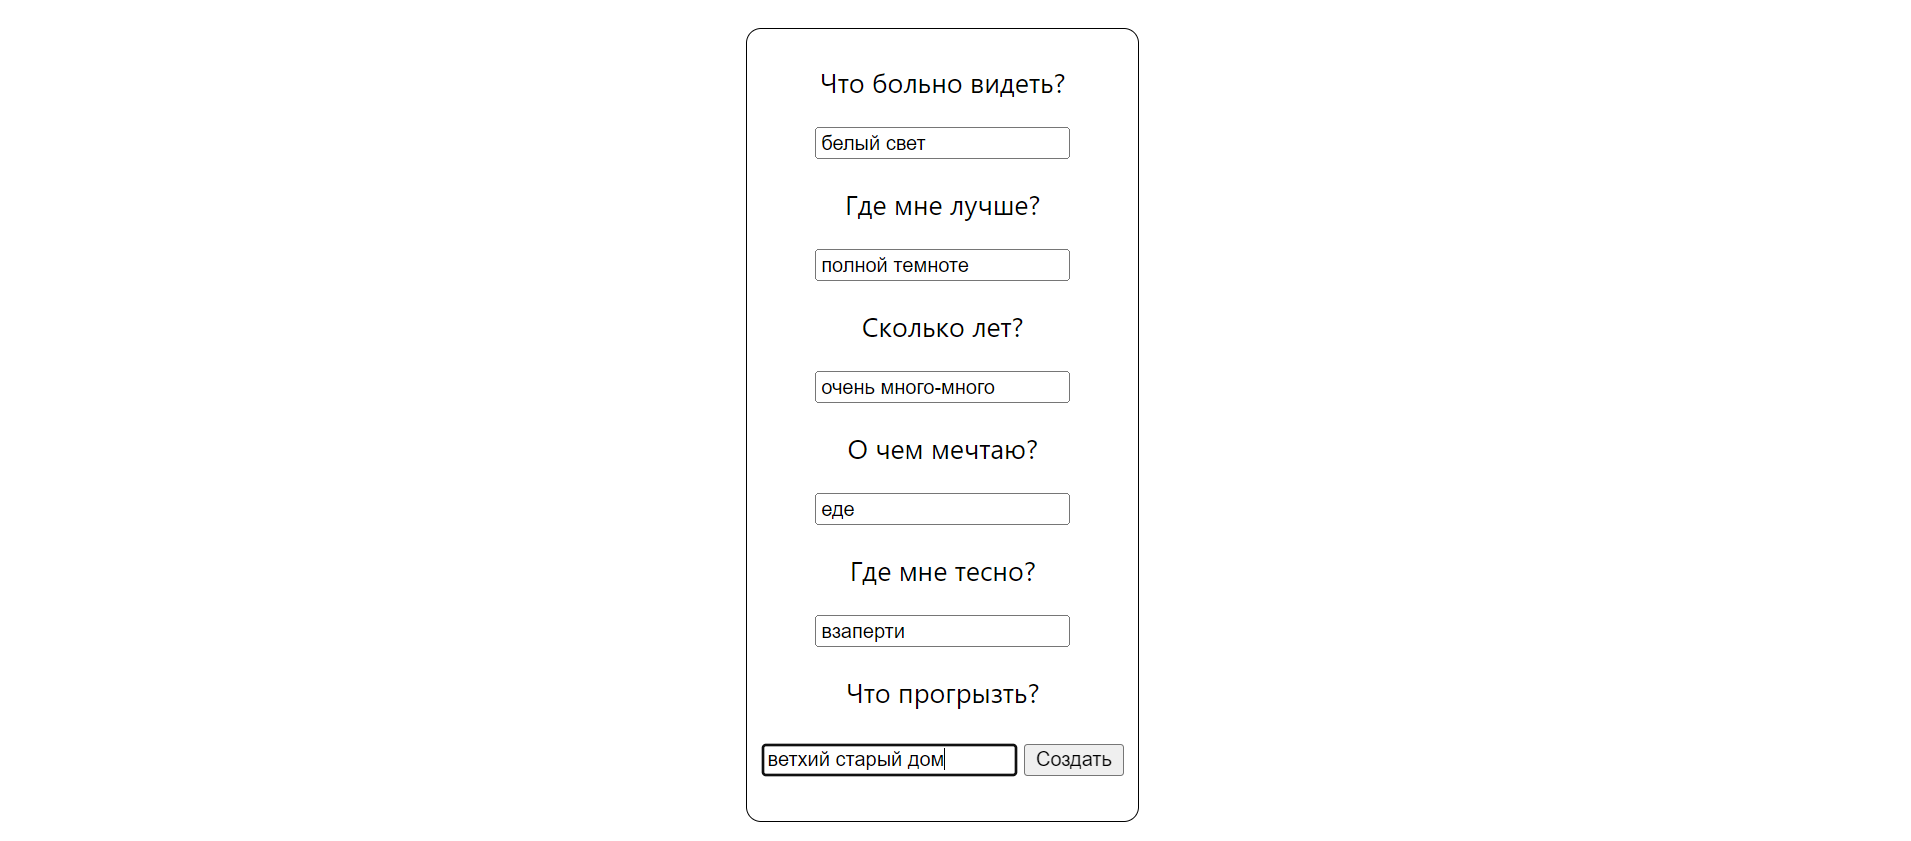 Что больно видеть?
белый свет
Где мне лучше?
полной темноте
Сколько лет?
очень много-много
О чем мечтаю?
еде
Где мне тесно?
взаперти
Что прогрызть?
ветхий старый дом Создать